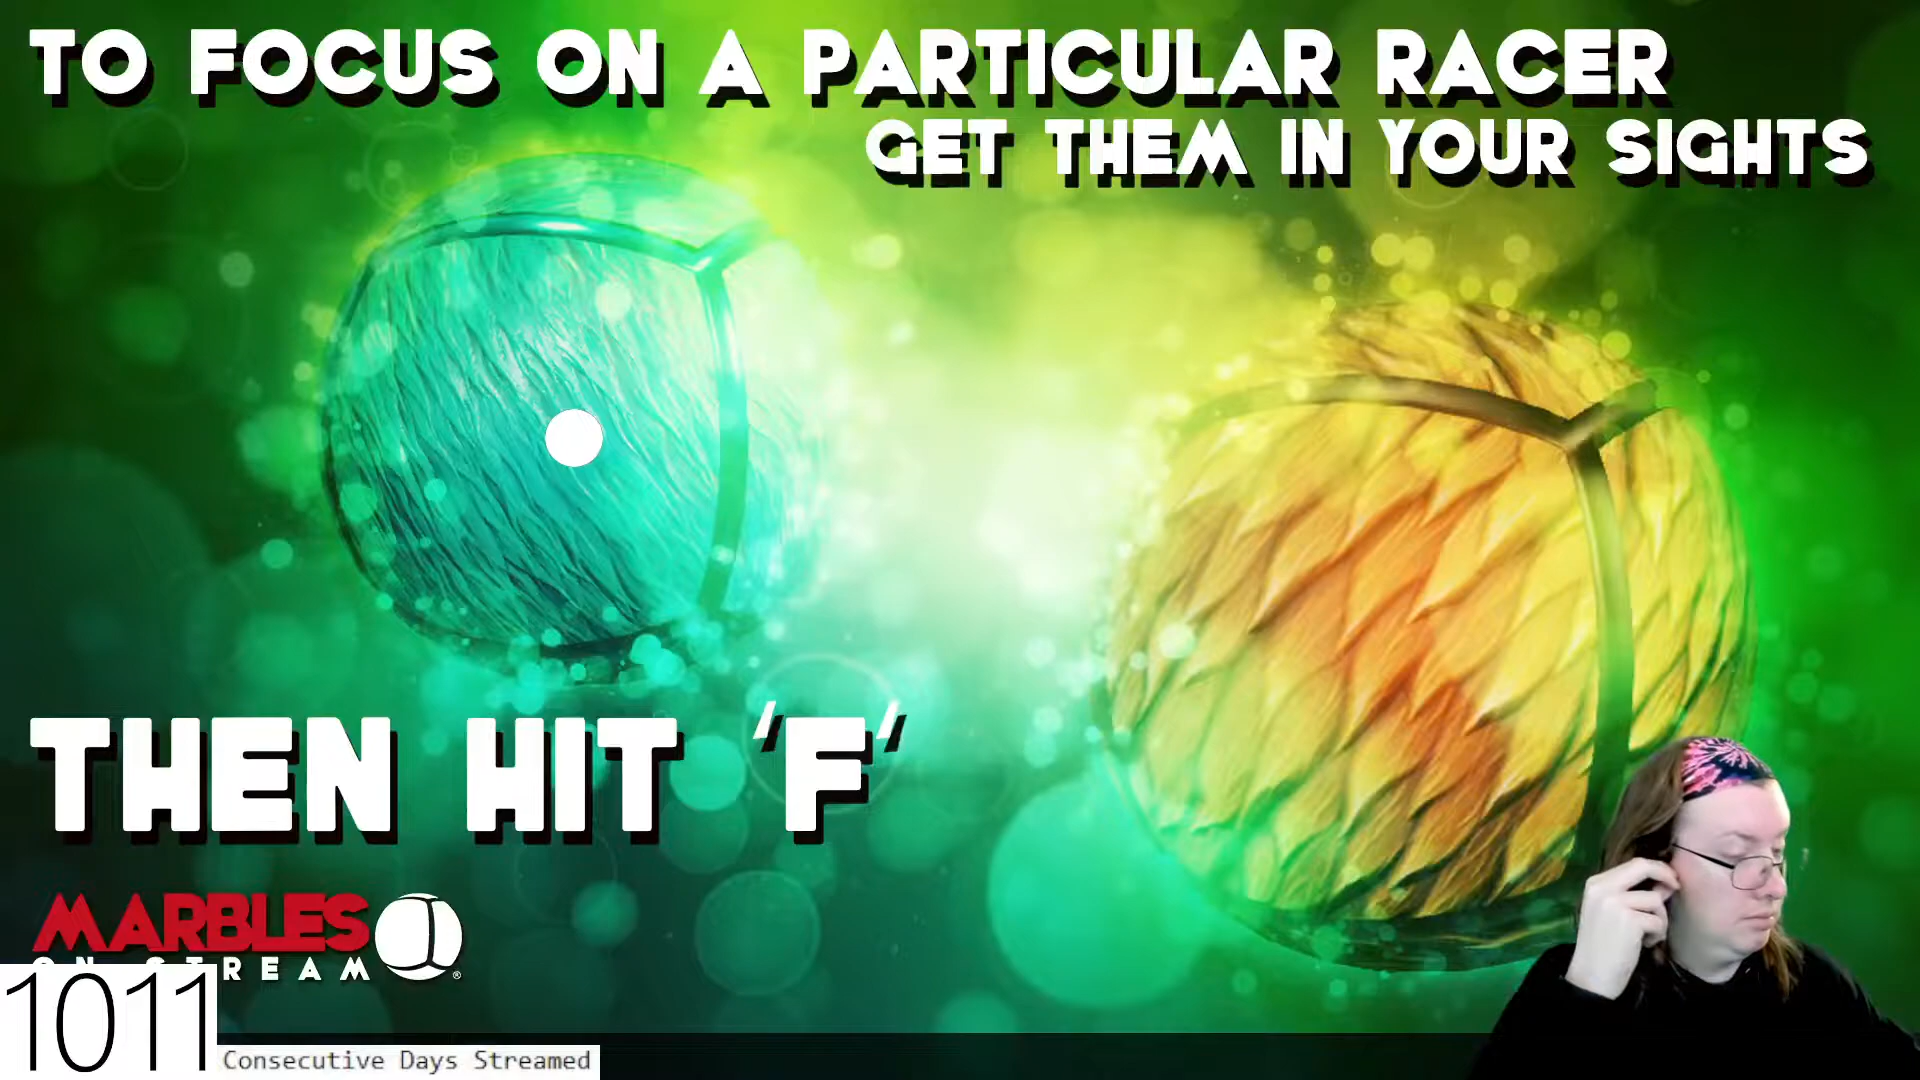 TO FOCUS ON A PARTICULAR RACER
GET THEM IN YOUR SIGHTS
THEN HIT 'F'
MARBLES
ON STREAM
1011
Consecutive Days Streamed